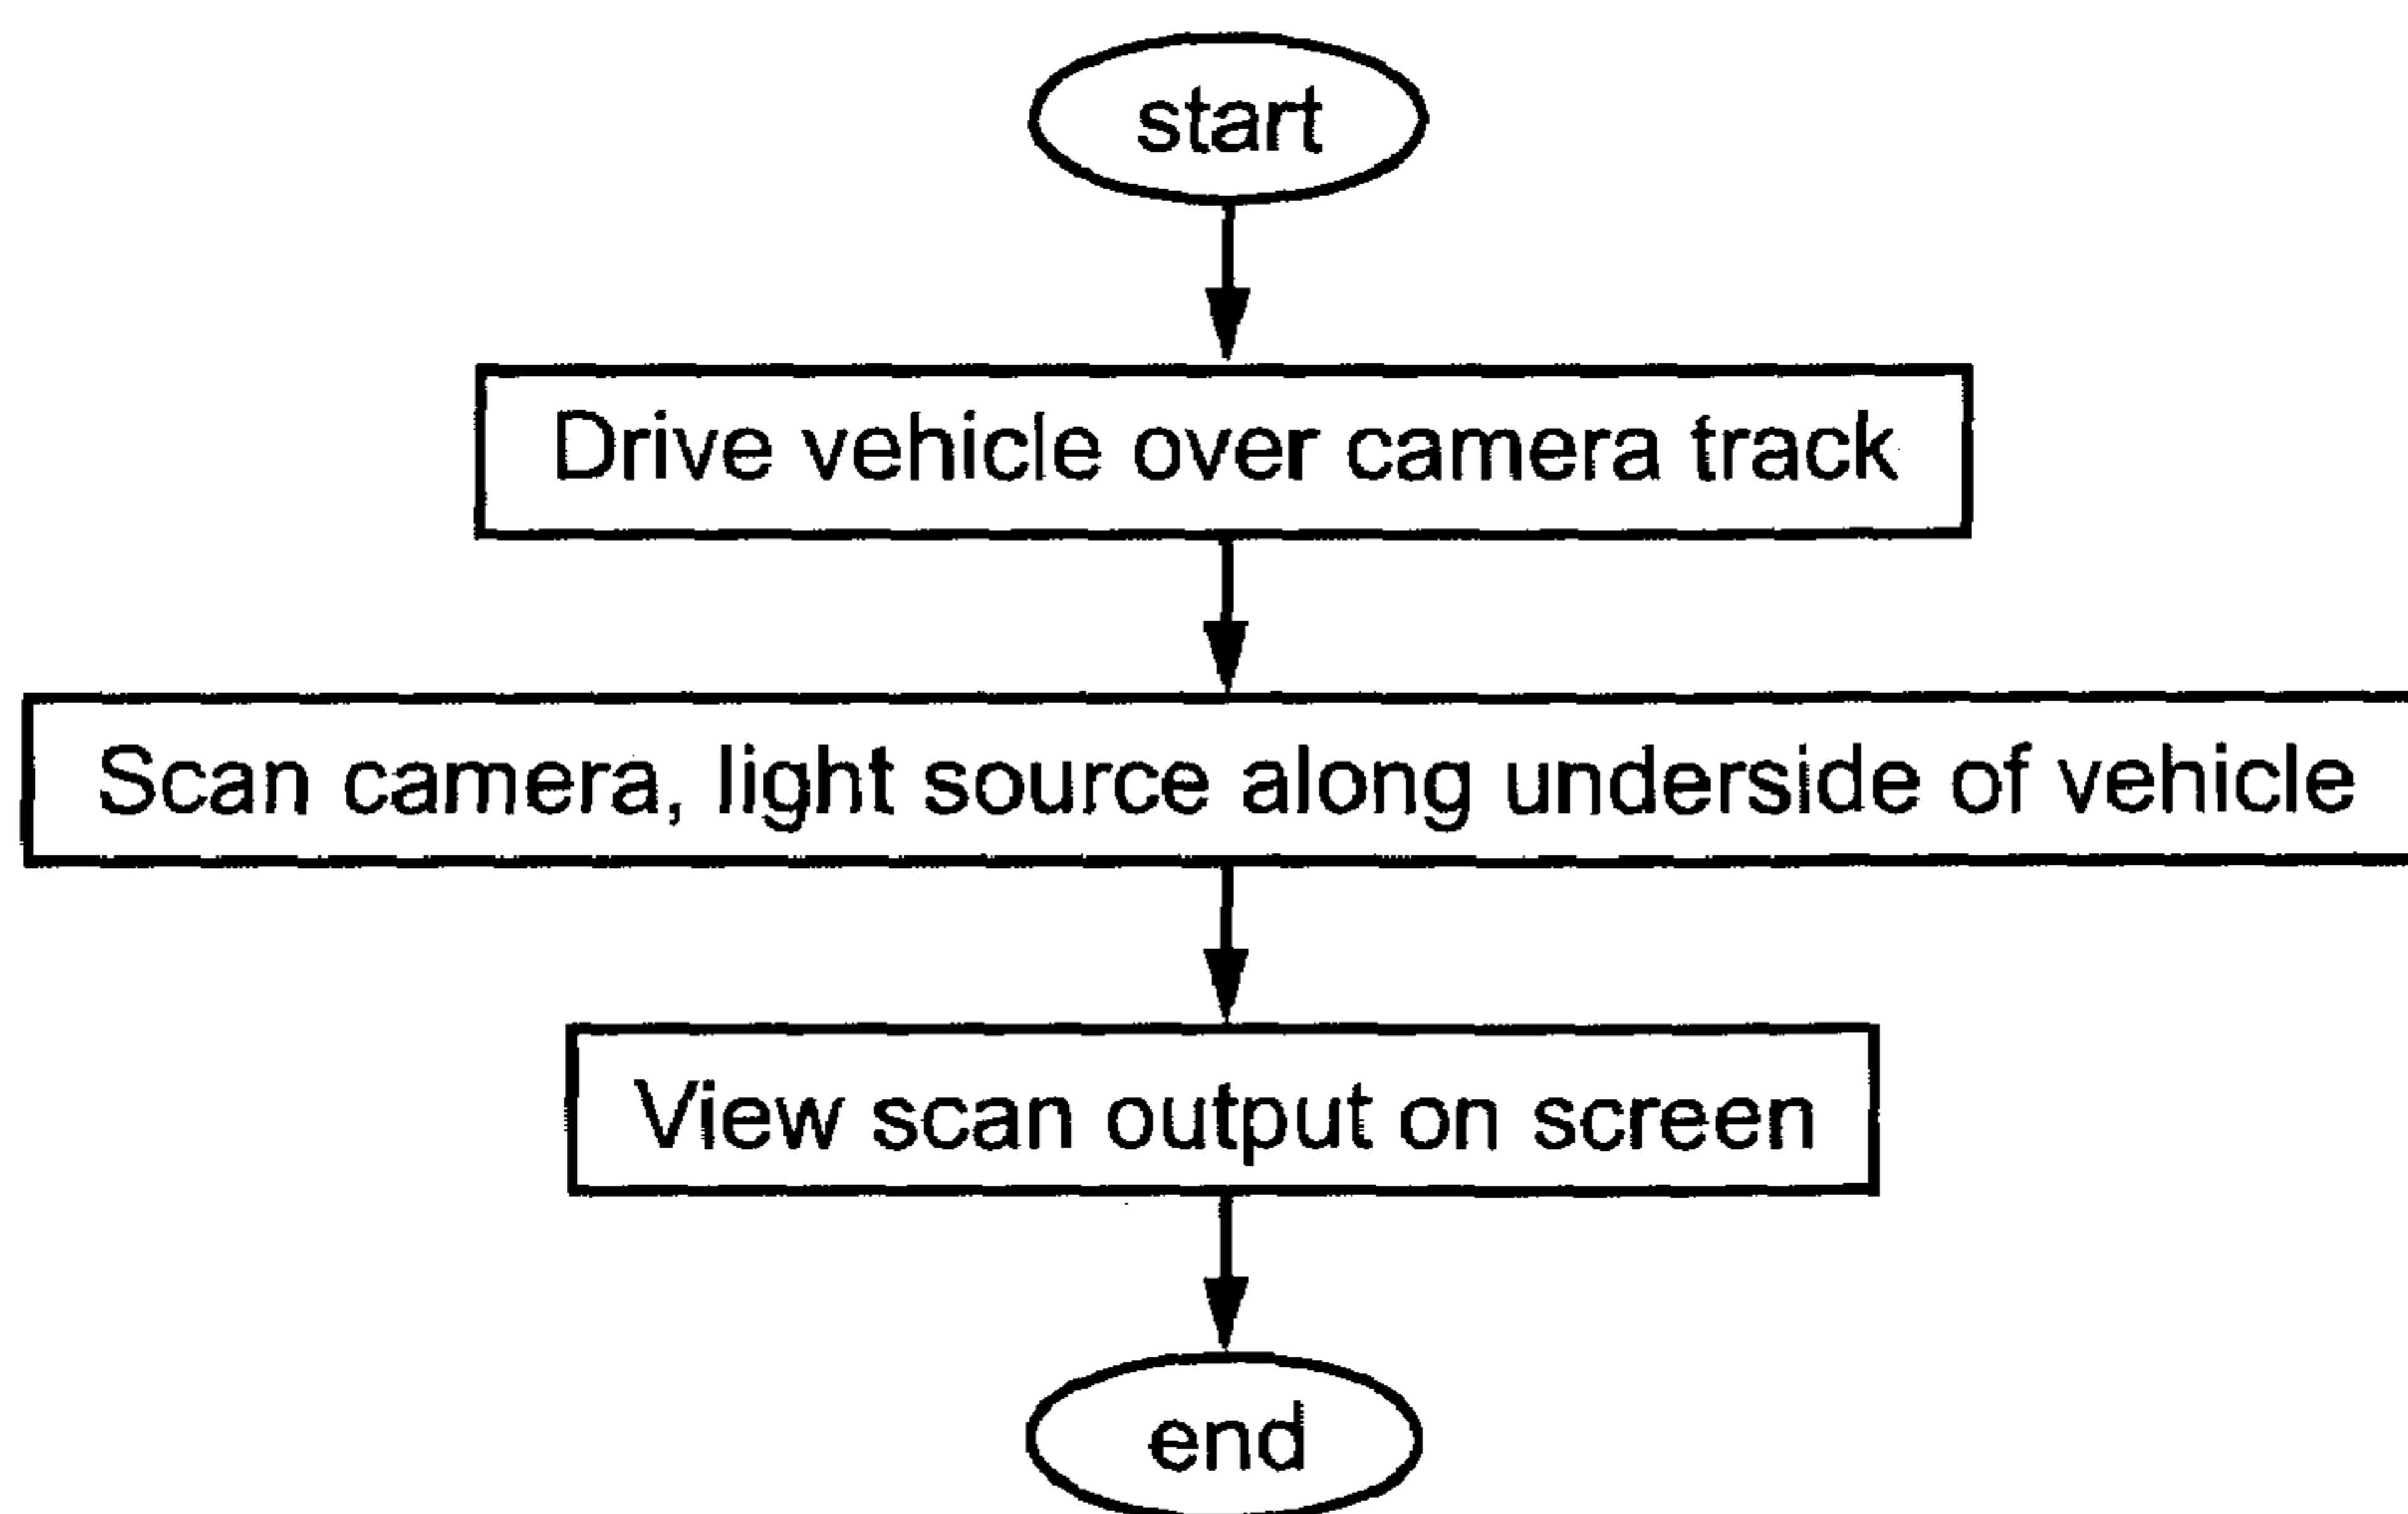 start
Drive vehicle over camera track
Scan camera, light source along underside of vehicle
View scan output on screen
end